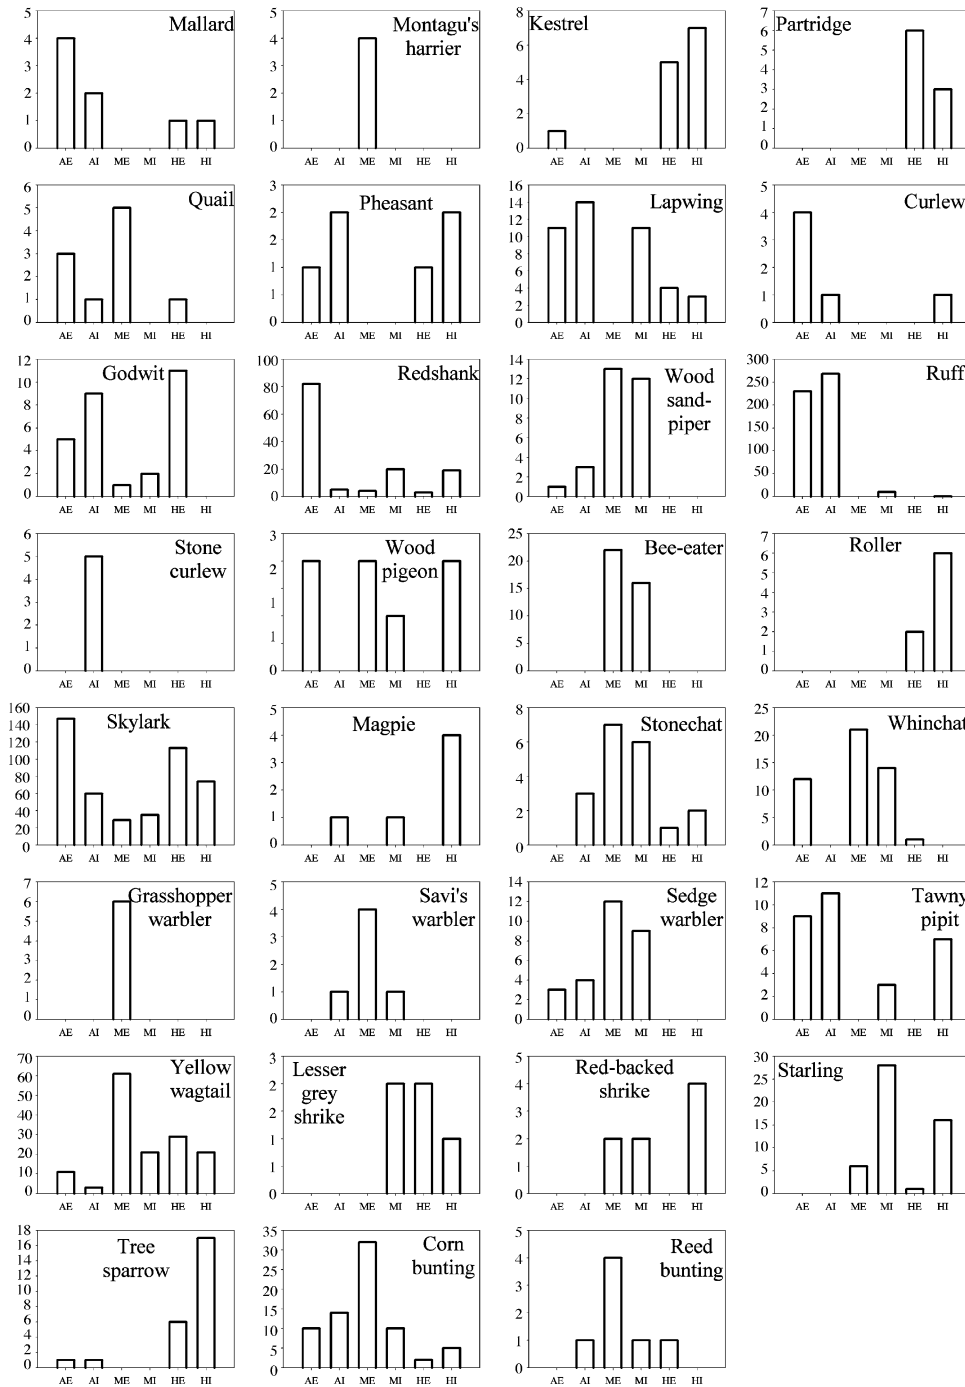 Mallard
5 4 3 2 1 0
AE AI ME MI HE HI
Montagu's
harrier
5 4 3 2 1 0
AE AI ME MI HE HI
Kestrel
8 6 4 2 0
AE AI ME MI HE HI
Partridge
7 6 5 4 3 2 1 0
AE AI ME MI HE HI
Quail
6 5 4 3 2 1 0
AE AI ME MI HE HI
Pheasant
3 2 2 1 1 0
AE AI ME MI HE HI
Lapwing
16 14 12 10 8 6 4 2 0
AE AI ME MI HE HI
Curlew
5 4 3 2 1 0
AE AI ME MI HE HI
Godwit
12 10 8 6 4 2 0
AE AI ME MI HE HI
Redshank
100 80 60 40 20 0
AE AI ME MI HE HI
Wood
sand-
piper
14 12 10 8 6 4 2 0
AE AI ME MI HE HI
Ruff
300 250 200 150 100 50 0
AE AI ME MI HE HI
Stone
curlew
6 5 4 3 2 1 0
AE AI ME MI HE HI
Wood
pigeon
3 2 2 1 1 0
AE AI ME MI HE HI
Bee-eater
25 20 15 10 5 0
AE AI ME MI HE HI
Roller
7 6 5 4 3 2 1 0
AE AI ME MI HE HI
Skylark
160 140 120 100 80 60 40 20 0
AE AI ME MI HE HI
Magpie
5 4 3 2 1 0
AE AI ME MI HE HI
Stonechat
8 6 4 2 0
AE AI ME MI HE HI
Whinchat
25 20 15 10 5 0
AE AI ME MI HE HI
Grasshopper
warbler
7 6 5 4 3 2 1 0
AE AI ME MI HE HI
Savi's
warbler
5 4 3 2 1 0
AE AI ME MI HE HI
Sedge
warbler
14 12 10 8 6 4 2 0
AE AI ME MI HE HI
Tawny
pipit
12 10 8 6 4 2 0
AE AI ME MI HE HI
Yellow
wagtail
70 60 50 40 30 20 10 0
AE AI ME MI HE HI
Lesser
grey
shrike
3 2 2 1 1 0
AE AI ME MI HE HI
Red-backed
shrike
5 4 3 2 1 0
AE AI ME MI HE HI
Starling
30 25 20 15 10 5 0
AE AI ME MI HE HI
Tree
sparrow
18 16 14 12 10 8 6 4 2 0
AE AI ME MI HE HI
Corn
bunting
35 30 25 20 15 10 5 0
AE AI ME MI HE HI
Reed
bunting
5 4 3 2 1 0
AE AI ME MI HE HI